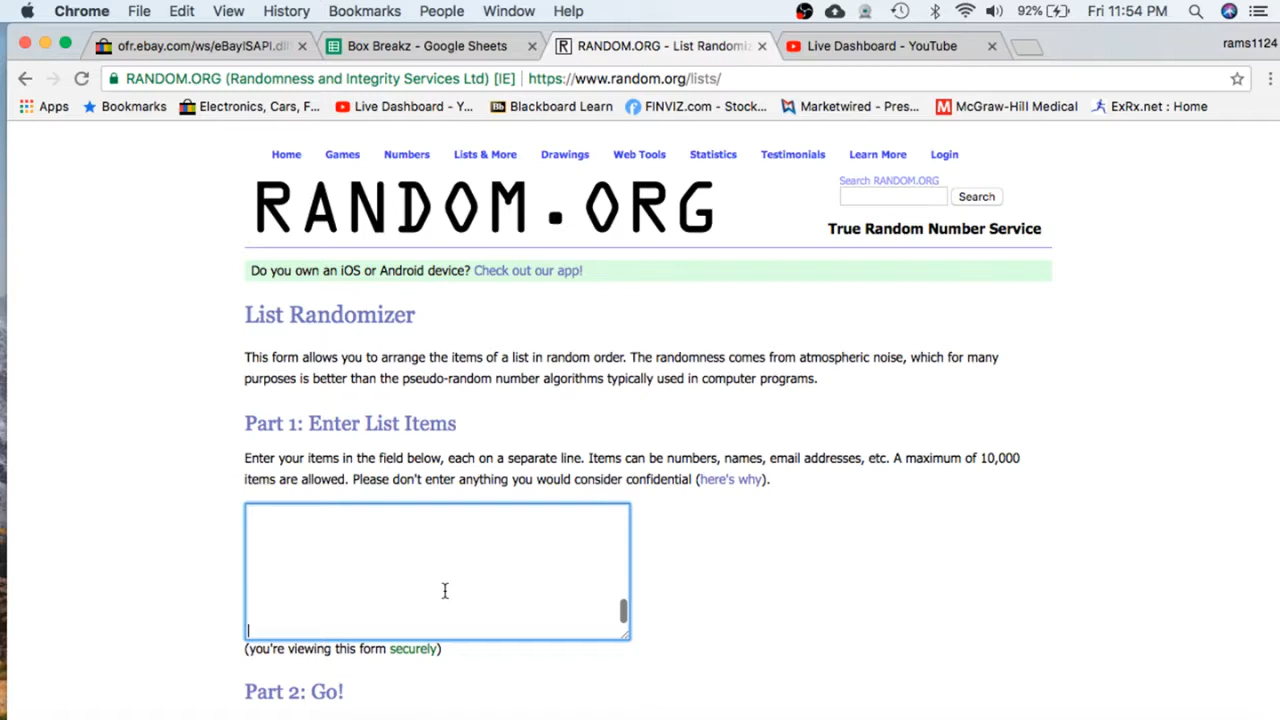 Chrome File Edit View History Bookmarks People Window Help 92% Fri 11:54 PM
ofr.ebay.com/ws/eBayISAPI.dll Box Breakz - Google Sheets RANDOM.ORG - List Randomiz Live Dashboard - YouTube rams1124
RANDOM.ORG (Randomness and Integrity Services Ltd) [IE] https://www.random.org/lists/
Apps Bookmarks Electronics, Cars, F... Live Dashboard - Y... Bb Blackboard Learn FINVIZ.com - Stock... Marketwired - Pres... M McGraw-Hill Medical ExRx.net : Home
Home Games Numbers Lists & More Drawings Web Tools Statistics Testimonials Learn More Login
Search RANDOM.ORG
Search
RANDOM.ORG
True Random Number Service
Do you own an iOS or Android device? Check out our app!
List Randomizer
This form allows you to arrange the items of a list in random order. The randomness comes from atmospheric noise, which for many
purposes is better than the pseudo-random number algorithms typically used in computer programs.
Part 1: Enter List Items
Enter your items in the field below, each on a separate line. Items can be numbers, names, email addresses, etc. A maximum of 10,000
items are allowed. Please don't enter anything you would consider confidential (here's why).
(you're viewing this form securely)
Part 2: Go!